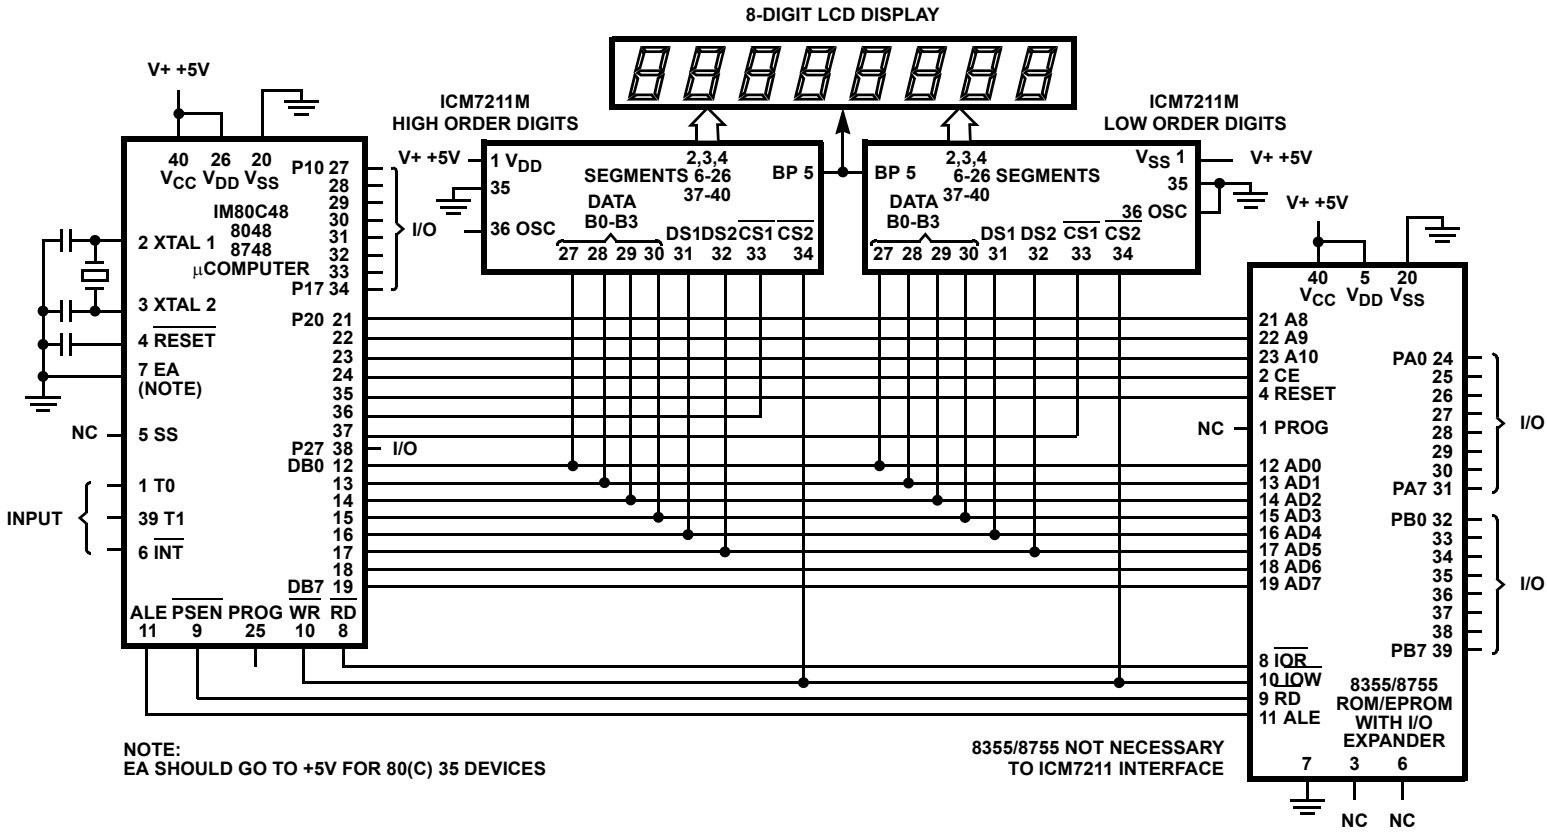 8-DIGIT LCD DISPLAY
V+ +5V
ICM7211M
HIGH ORDER DIGITS
ICM7211M
LOW ORDER DIGITS
40 26 20
VCC VDD VSS
IM80C48
8048
8748
µCOMPUTER
2 XTAL 1
3 XTAL 2
4 RESET
7 EA
(NOTE)
NC
5 SS
INPUT
1 T0
39 T1
6 INT
P10 27
28
29
30
31
32
33
P17 34
I/O
P20 21
22
23
24
35
36
37
P27 38
I/O
DB0 12
13
14
15
16
17
18
DB7 19
ALE PSEN PROG WR RD
11 9 25 10 8
V+ +5V
1 VDD
35
36 OSC
2,3,4
SEGMENTS 6-26
37-40
BP 5
DATA
B0-B3
DS1 DS2 CS1 CS2
27 28 29 30 31 32 33 34
BP 5
2,3,4
6-26 SEGMENTS
37-40
DATA
B0-B3
VSS 1
V+ +5V
35
36 OSC
DS1 DS2 CS1 CS2
27 28 29 30 31 32 33 34
V+ +5V
40 5 20
VCC VDD VSS
21 A8
22 A9
23 A10
2 CE
4 RESET
NC
1 PROG
12 AD0
13 AD1
14 AD2
15 AD3
16 AD4
17 AD5
18 AD6
19 AD7
8 IOR
10 IOW
9 RD
11 ALE
PA0 24
25
26
27
28
29
30
PA7 31
I/O
PB0 32
33
34
35
36
37
38
PB7 39
I/O
8355/8755
ROM/EPROM
WITH I/O
EXPANDER
7 3 6
NC NC
NOTE:
EA SHOULD GO TO +5V FOR 80(C) 35 DEVICES
8355/8755 NOT NECESSARY
TO ICM7211 INTERFACE